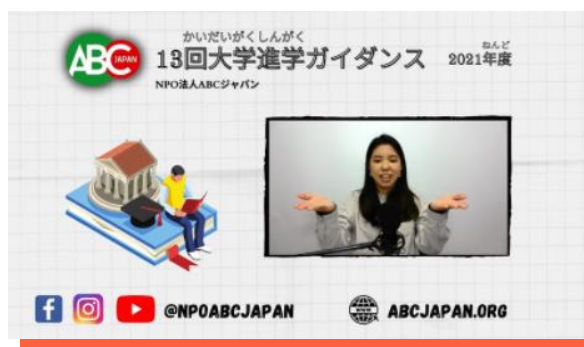 ABC JAPAN
かいだいがくしんがく ねんど
13回大学進学ガイダンス 2021年度
NPO法人ABCジャパン
@NPOABCJAPAN
WWW
ABCJAPAN.ORG